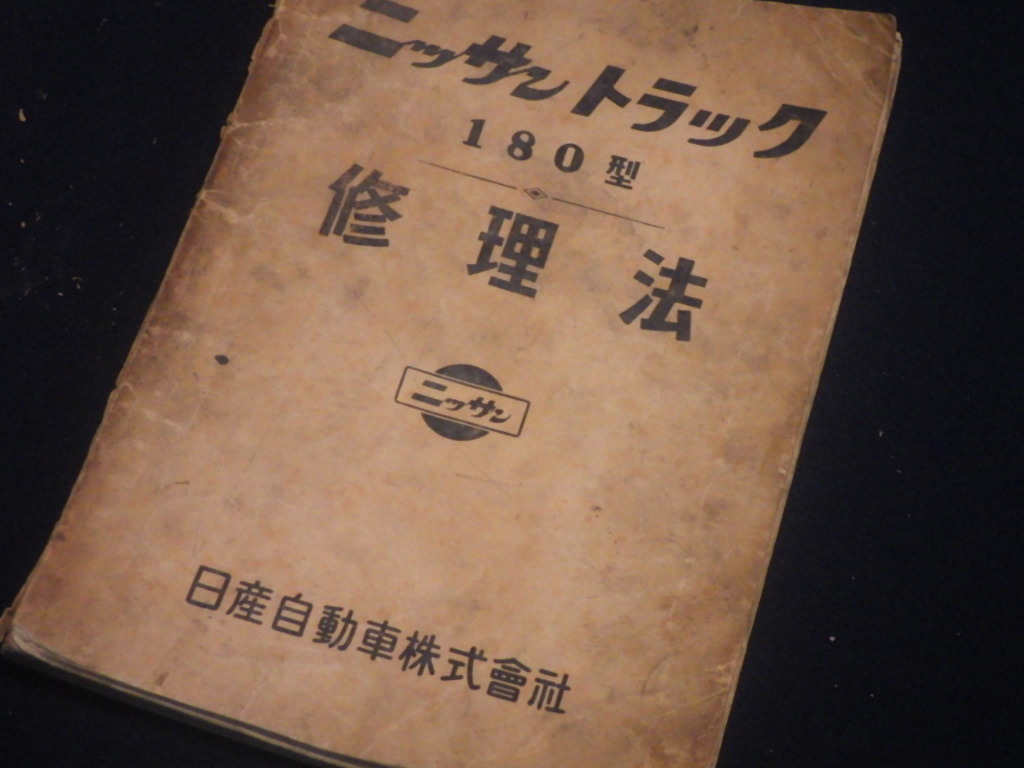 ニッサントラック
180型
修理法
ニッサン
日産自動車株式會社